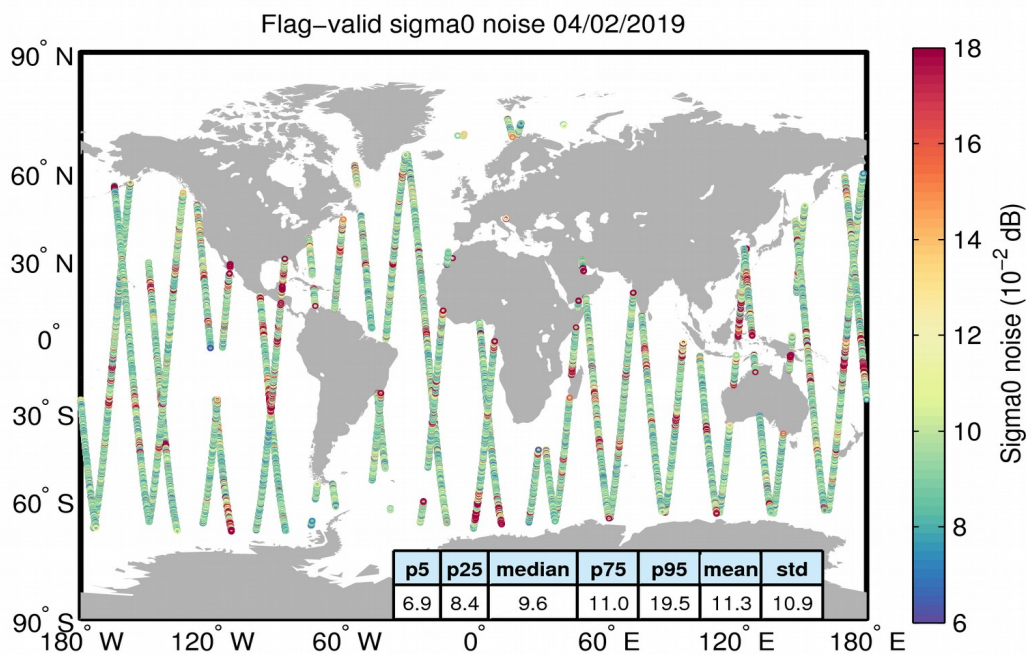 Flag−valid sigma0 noise 04/02/2019
90° N
60° N
30° N
0°
30° S
60° S
90° S
180° W
120° W
60° W
0°
60° E
120° E
180° E
p5 p25 median p75 p95 mean std
6.9 8.4 9.6 11.0 19.5 11.3 10.9
18
16
14
12
10
8
6
Sigma0 noise (10⁻² dB)